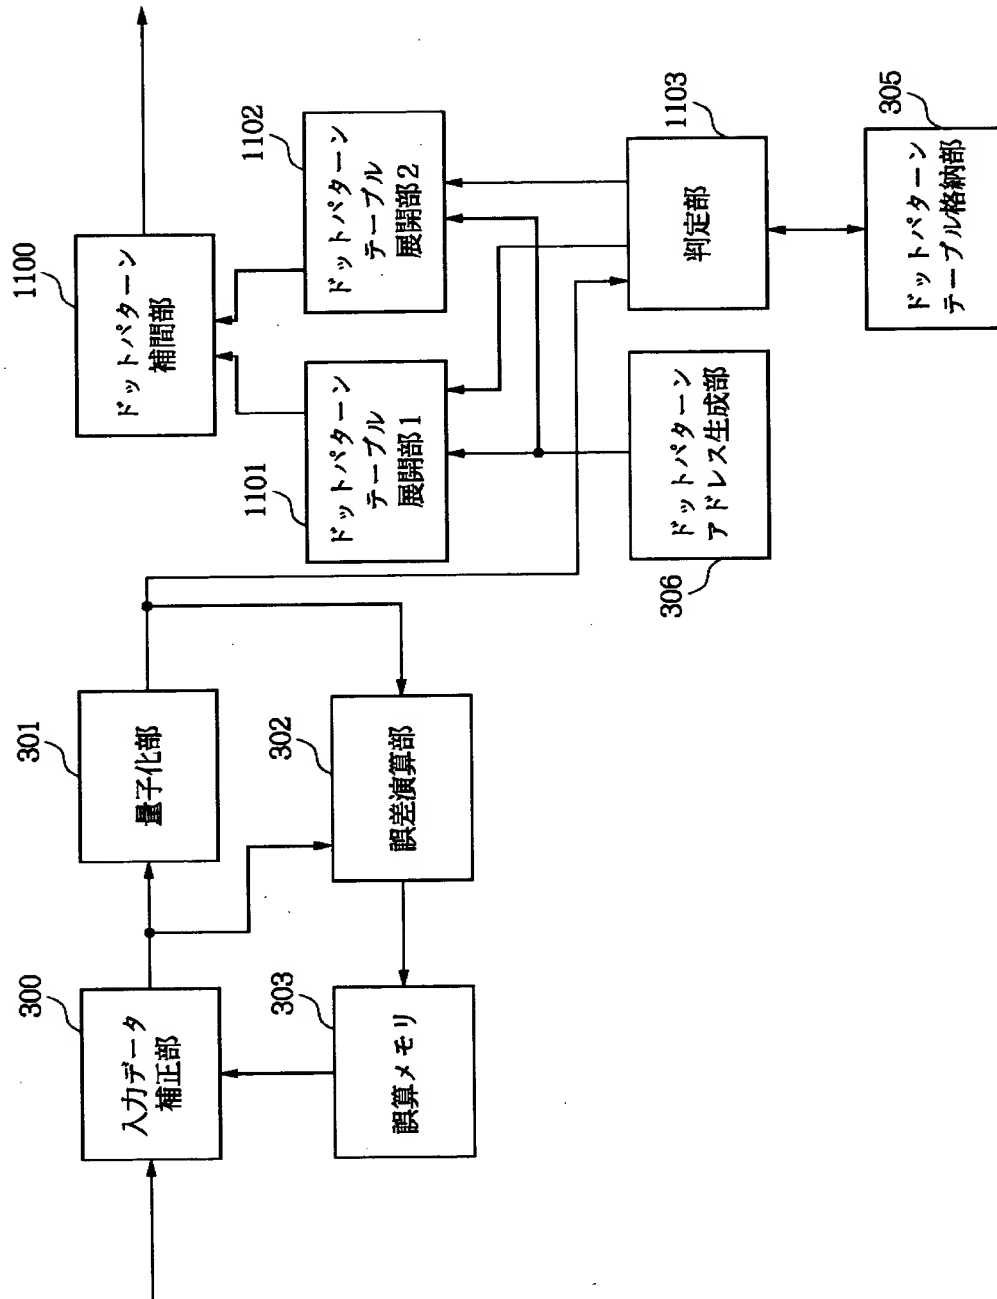 300
入力データ
補正部
301
量子化部
302
誤差演算部
303
誤算メモリ
1100
ドットパターン
補間部
1101
ドットパターン
テーブル
展開部1
1102
ドットパターン
テーブル
展開部2
306
ドットパターン
アドレス生成部
1103
判定部
305
ドットパターン
テーブル格納部